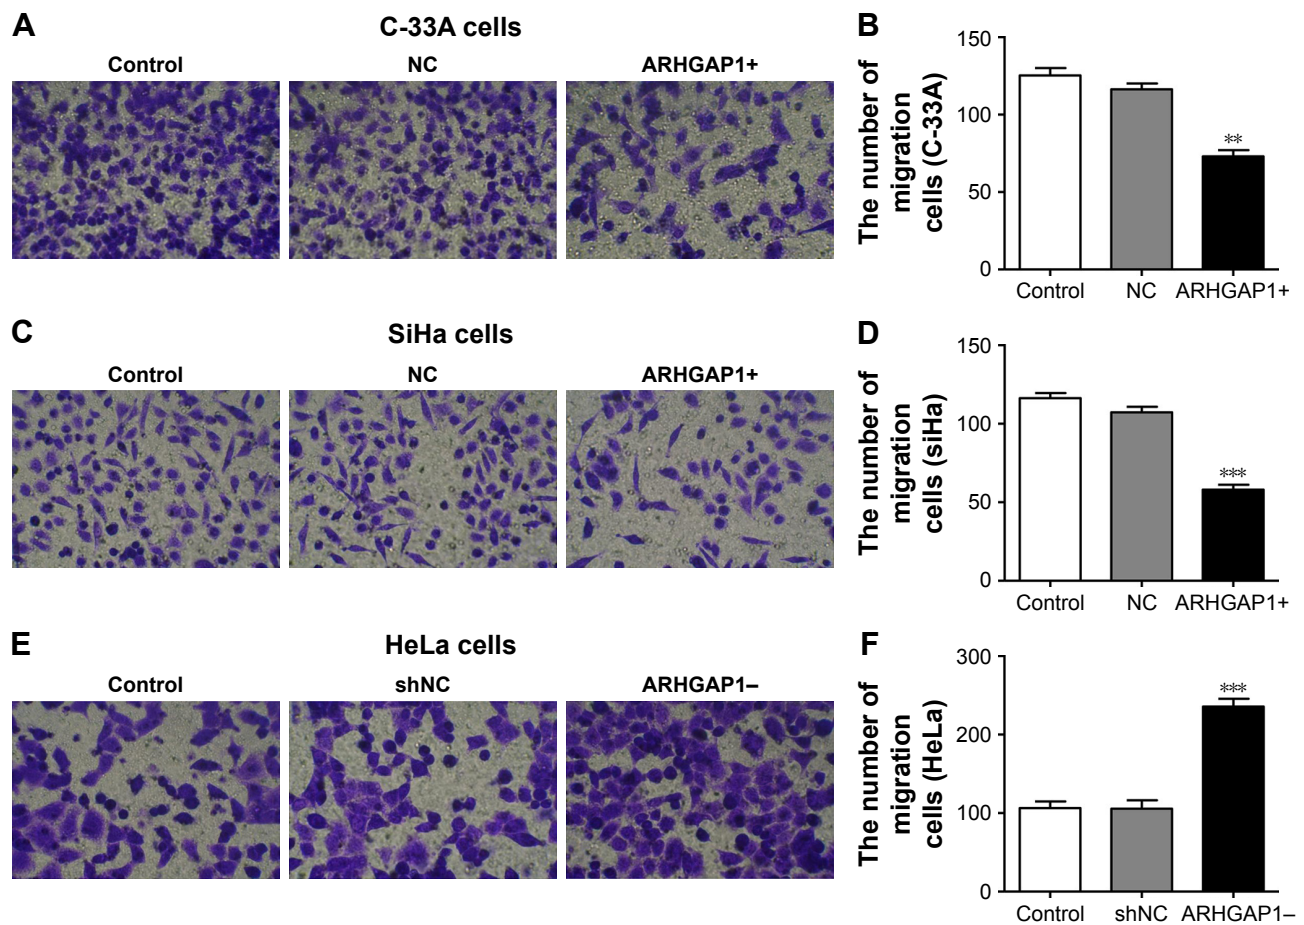 A
C-33A cells
Control
NC
ARHGAP1+
B
The number of
migration
cells (C-33A)
150
100
50
0
**
Control
NC
ARHGAP1+
C
SiHa cells
Control
NC
ARHGAP1+
D
The number of
migration
cells (siHa)
150
100
50
0
***
Control
NC
ARHGAP1+
E
HeLa cells
Control
shNC
ARHGAP1–
F
The number of
migration
cells (HeLa)
300
200
100
0
***
Control
shNC
ARHGAP1–